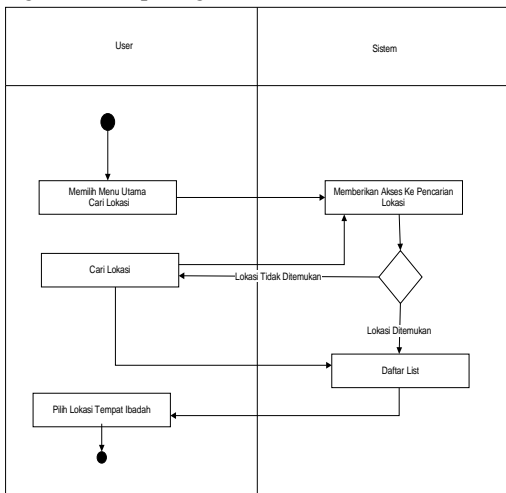 User
Sistem
Memilih Menu Utama
Cari Lokasi
Memberikan Akses Ke Pencarian
Lokasi
Cari Lokasi
Lokasi Tidak Ditemukan
Lokasi Ditemukan
Daftar List
Pilih Lokasi Tempat Ibadah